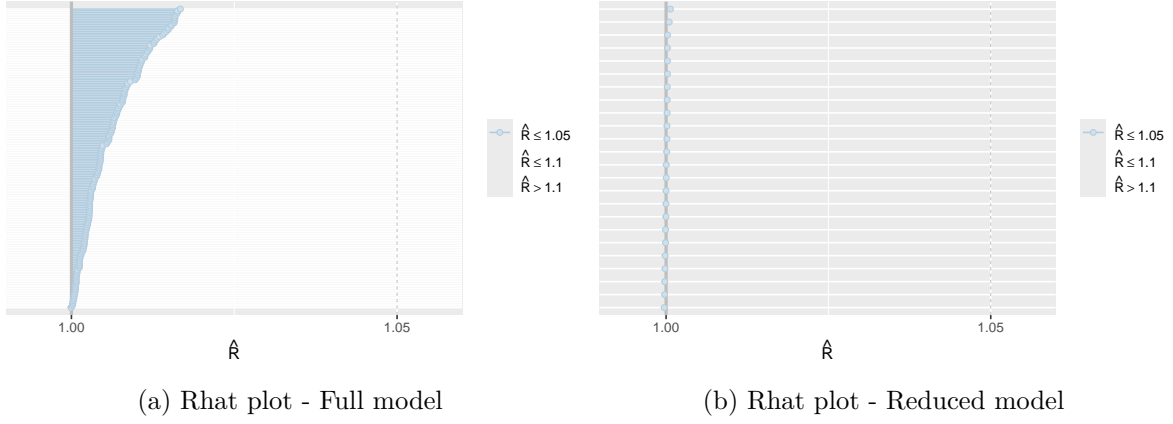 R̂ ≤ 1.05
R̂ ≤ 1.1
R̂ > 1.1
1.00 1.05
R̂
(a) Rhat plot - Full model
R̂ ≤ 1.05
R̂ ≤ 1.1
R̂ > 1.1
1.00 1.05
R̂
(b) Rhat plot - Reduced model